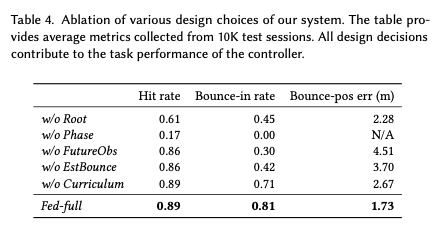 Table 4. Ablation of various design choices of our system. The table pro-
vides average metrics collected from 10K test sessions. All design decisions
contribute to the task performance of the controller.
Hit rate Bounce-in rate Bounce-pos err (m)
w/o Root 0.61 0.45 2.28
w/o Phase 0.17 0.00 N/A
w/o FutureObs 0.86 0.30 4.51
w/o EstBounce 0.86 0.42 3.70
w/o Curriculum 0.89 0.71 2.67
Fed-full 0.89 0.81 1.73